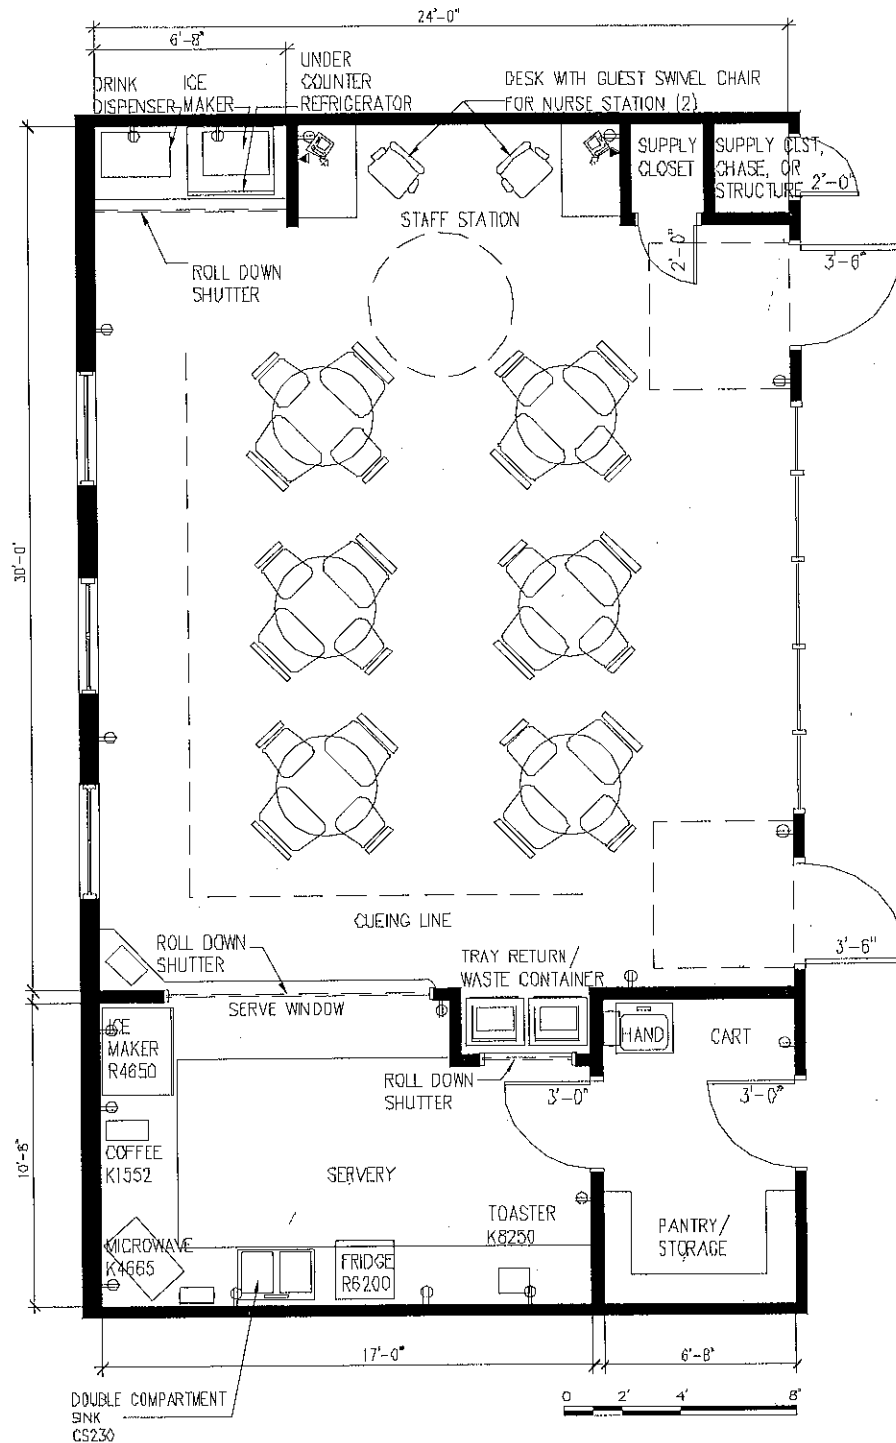 24'-0"
6'-8"
DRINK
DISPENSER
ICE
MAKER
UNDER
COUNTER
REFRIGERATOR
DESK WITH GUEST SWIVEL CHAIR
FOR NURSE STATION (2)
SUPPLY
CLOSET
SUPPLY CLST,
CHASE, OR
STRUCTURE
2'-0"
STAFF STATION
2'-0"
3'-6"
ROLL DOWN
SHUTTER
30'-0"
CUEING LINE
3'-6"
ROLL DOWN
SHUTTER
TRAY RETURN/
WASTE CONTAINER
SERVE WINDOW
ICE
MAKER
R4650
HAND
CART
ROLL DOWN
SHUTTER
3'-0"
3'-0"
10'-8"
COFFEE
K1552
SERVERY
MICROWAVE
K4665
TOASTER
K8250
FRIDGE
R6200
PANTRY/
STORAGE
17'-0"
6'-8"
DOUBLE COMPARTMENT
SINK
CS230
0 2' 4' 8'